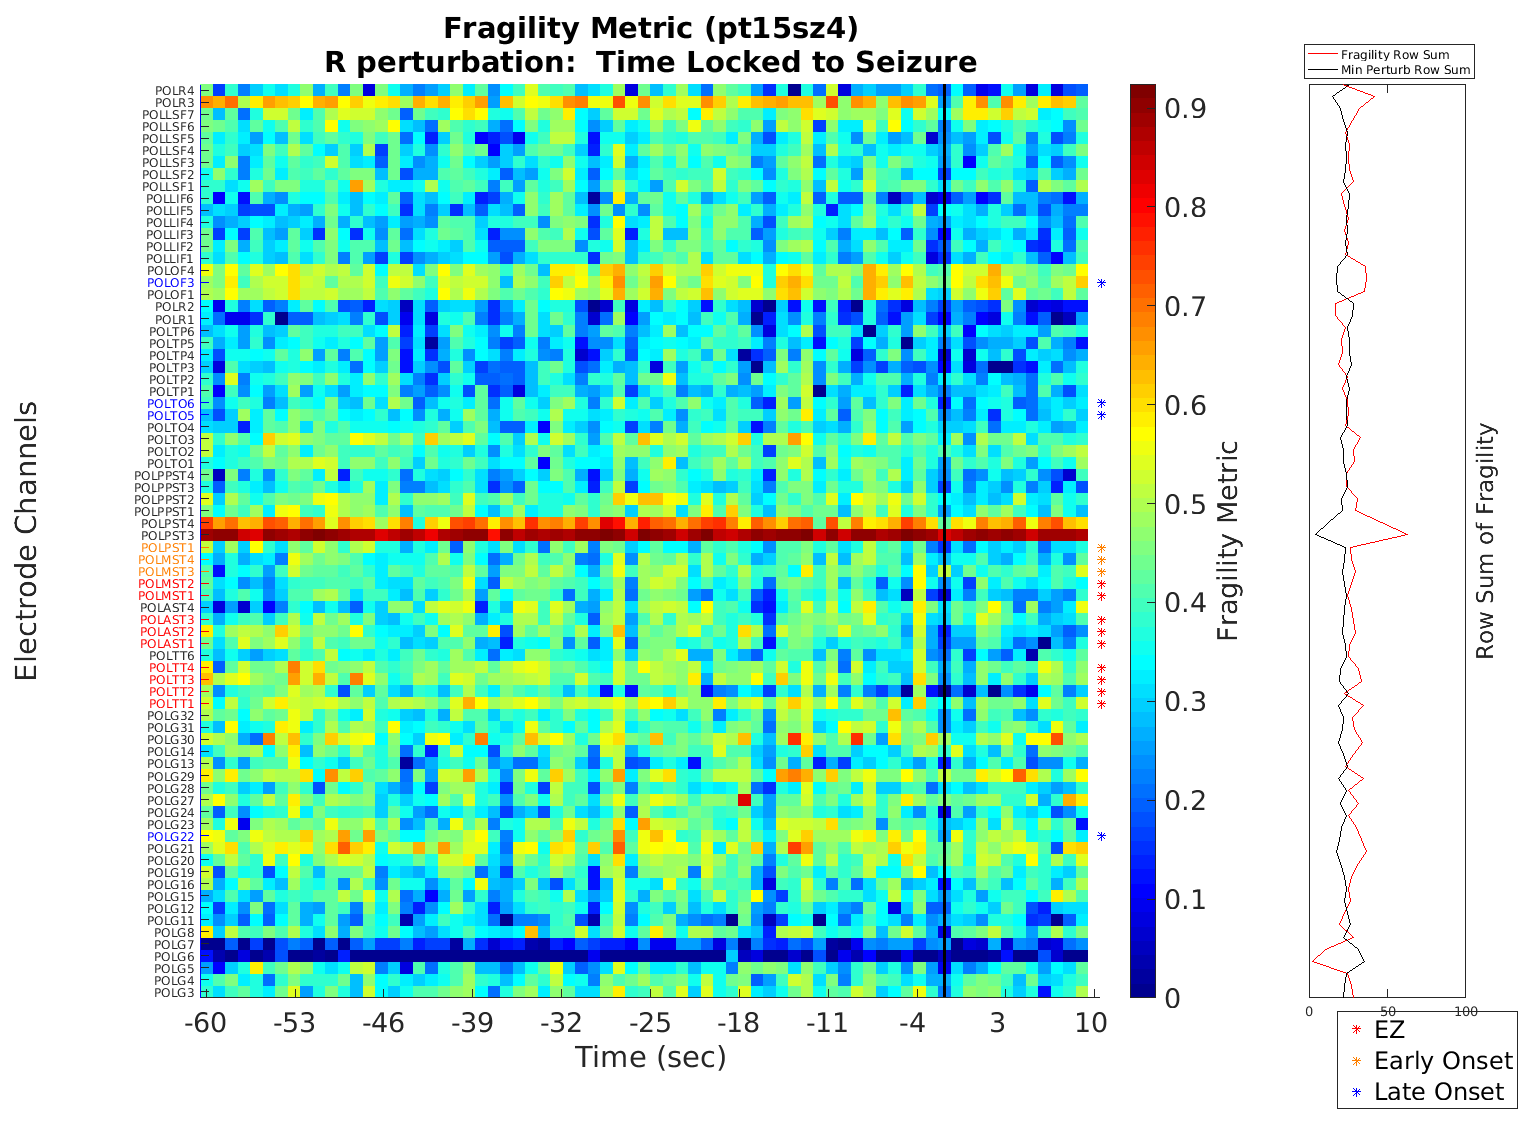 Fragility Metric (pt15sz4)
R perturbation:  Time Locked to Seizure
Fragility Row Sum
Min Perturb Row Sum
Electrode Channels
POLR4
POLR3
POLLSF7
POLLSF6
POLLSF5
POLLSF4
POLLSF3
POLLSF2
POLLSF1
POLLIF6
POLLIF5
POLLIF4
POLLIF3
POLLIF2
POLLIF1
POLOF4
POLOF3
POLOF1
POLR2
POLR1
POLTP6
POLTP5
POLTP4
POLTP3
POLTP2
POLTP1
POLTO6
POLTO5
POLTO4
POLTO3
POLTO2
POLTO1
POLPPST4
POLPPST3
POLPPST2
POLPPST1
POLPST4
POLPST3
POLPST1
POLMST4
POLMST3
POLMST2
POLMST1
POLAST4
POLAST3
POLAST2
POLAST1
POLTT6
POLTT4
POLTT3
POLTT2
POLTT1
POLG32
POLG31
POLG30
POLG14
POLG13
POLG29
POLG28
POLG27
POLG24
POLG23
POLG22
POLG21
POLG20
POLG19
POLG16
POLG15
POLG12
POLG11
POLG8
POLG7
POLG6
POLG5
POLG4
POLG3
-60 -53 -46 -39 -32 -25 -18 -11 -4 3 10
Time (sec)
0.9
0.8
0.7
0.6
0.5
0.4
0.3
0.2
0.1
0
Fragility Metric
Row Sum of Fragility
0 50 100
EZ
Early Onset
Late Onset